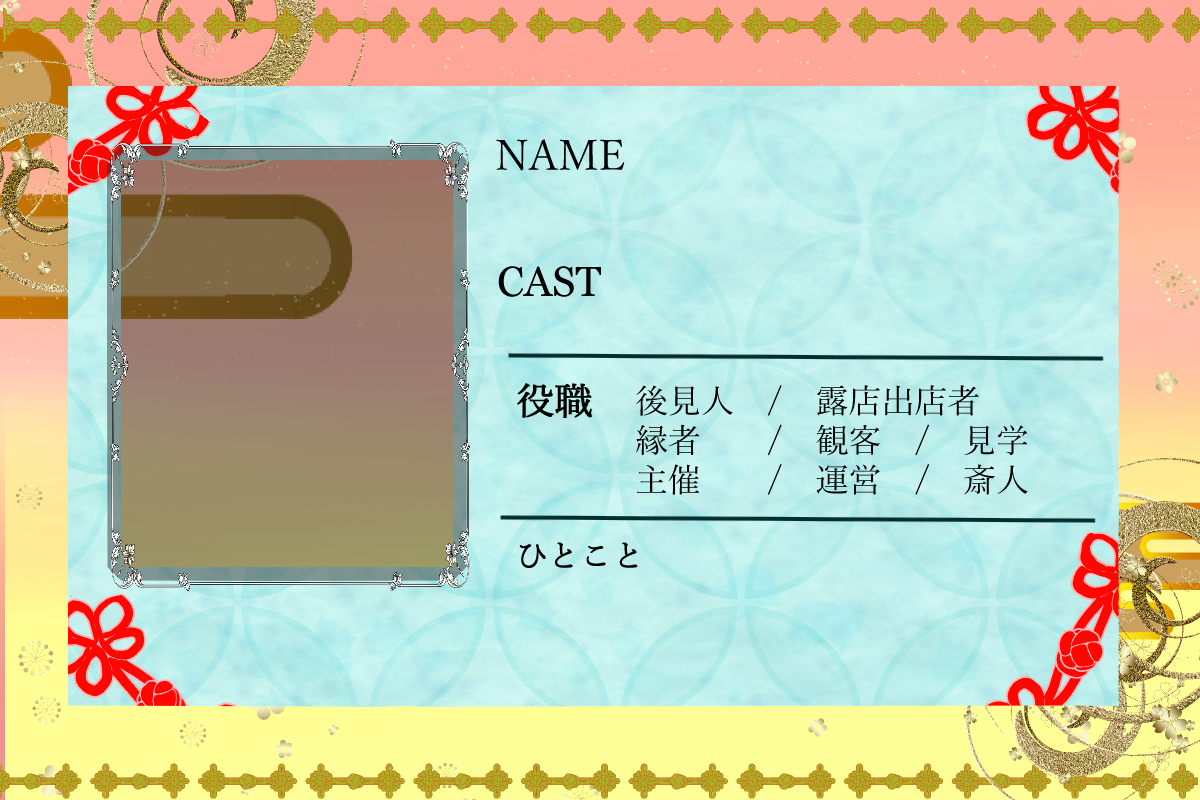 NAME
CAST
役職 後見人 / 露店出店者
縁者 / 観客 / 見学
主催 / 運営 / 斎人
ひとこと